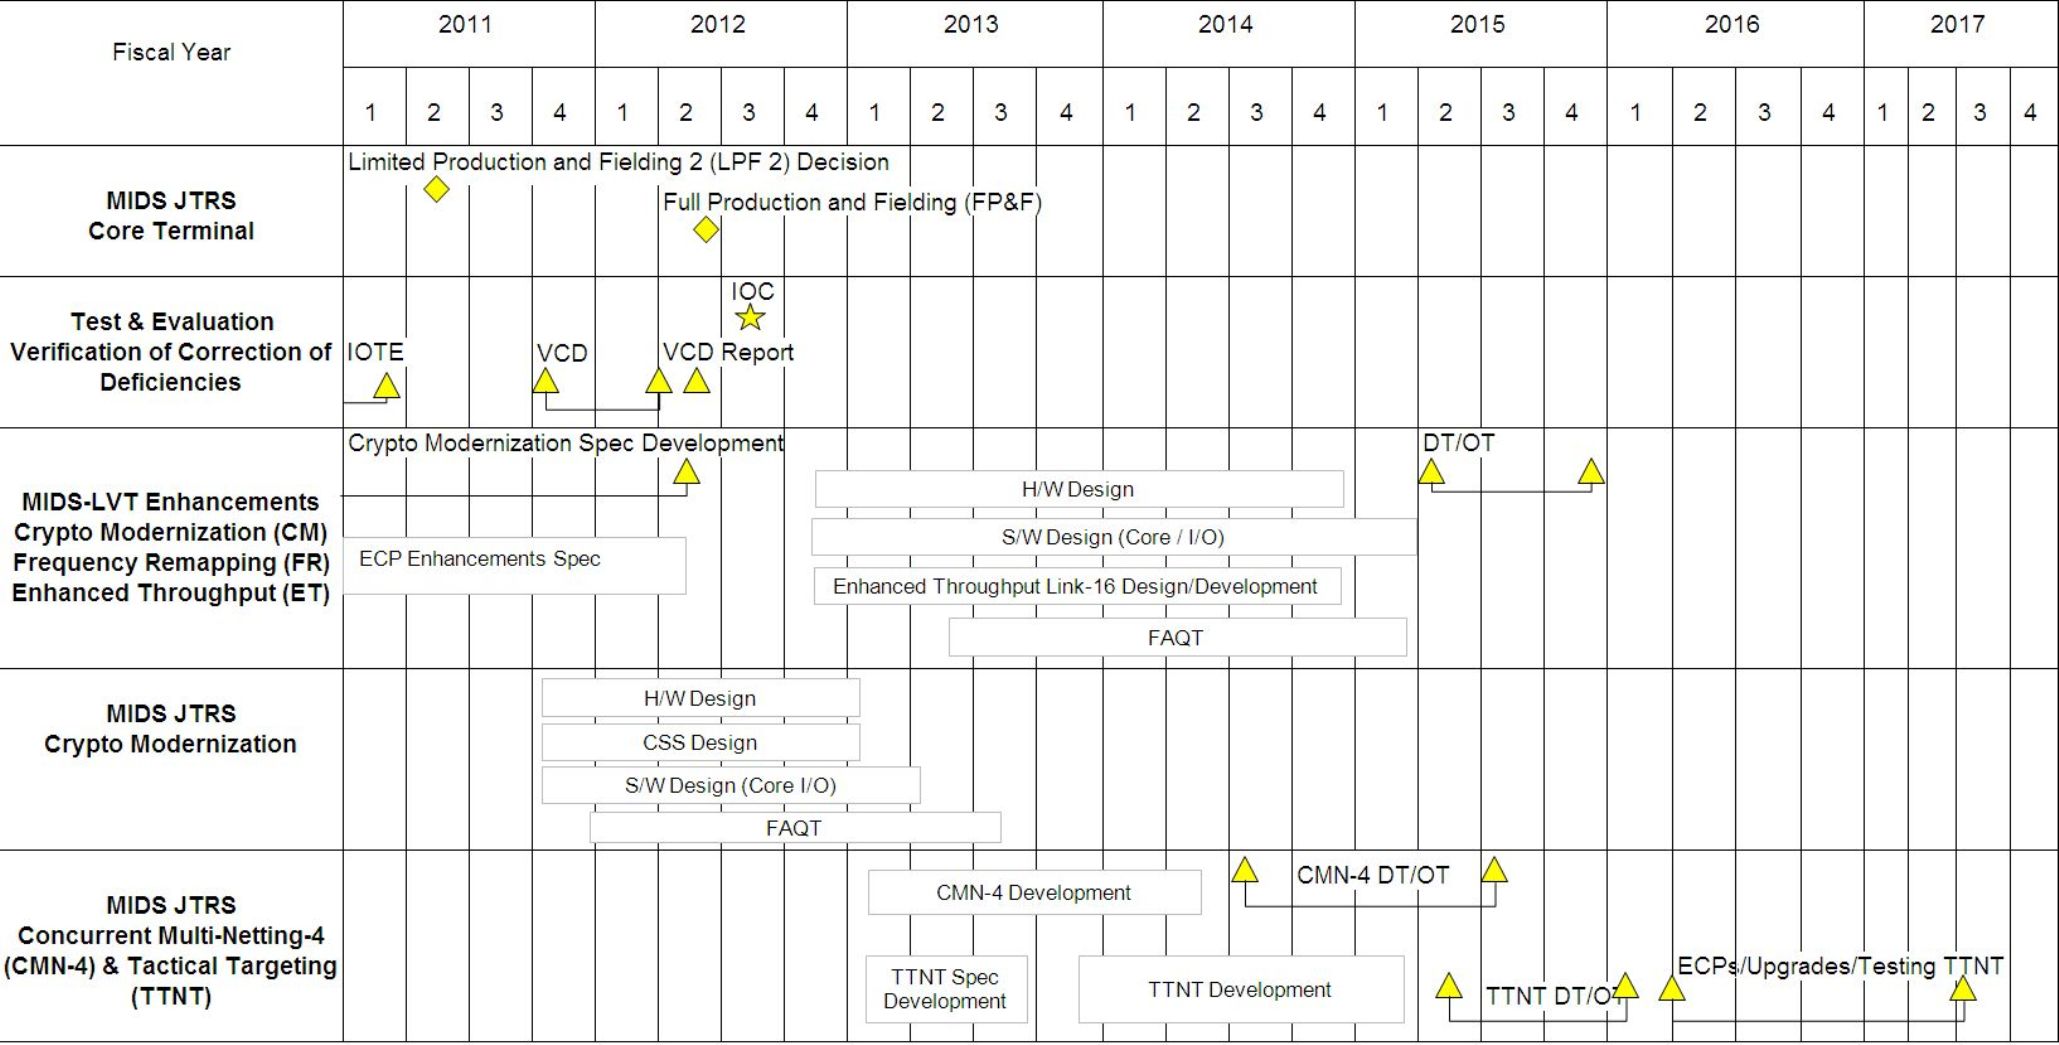 Fiscal Year
2011 2012 2013 2014 2015 2016 2017
1 2 3 4 1 2 3 4 1 2 3 4 1 2 3 4 1 2 3 4 1 2 3 4 1 2 3 4
MIDS JTRS
Core Terminal
Limited Production and Fielding 2 (LPF 2) Decision
Full Production and Fielding (FP&F)
Test & Evaluation
Verification of Correction of
Deficiencies
IOTE
VCD
IOC
VCD Report
MIDS-LVT Enhancements
Crypto Modernization (CM)
Frequency Remapping (FR)
Enhanced Throughput (ET)
Crypto Modernization Spec Development
ECP Enhancements Spec
H/W Design
S/W Design (Core / I/O)
Enhanced Throughput Link-16 Design/Development
FAQT
DT/OT
MIDS JTRS
Crypto Modernization
H/W Design
CSS Design
S/W Design (Core I/O)
FAQT
MIDS JTRS
Concurrent Multi-Netting-4
(CMN-4) & Tactical Targeting
(TTNT)
CMN-4 Development
CMN-4 DT/OT
TTNT Spec
Development
TTNT Development
TTNT DT/OT
ECPs/Upgrades/Testing TTNT